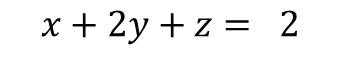 x + 2y + z = 2